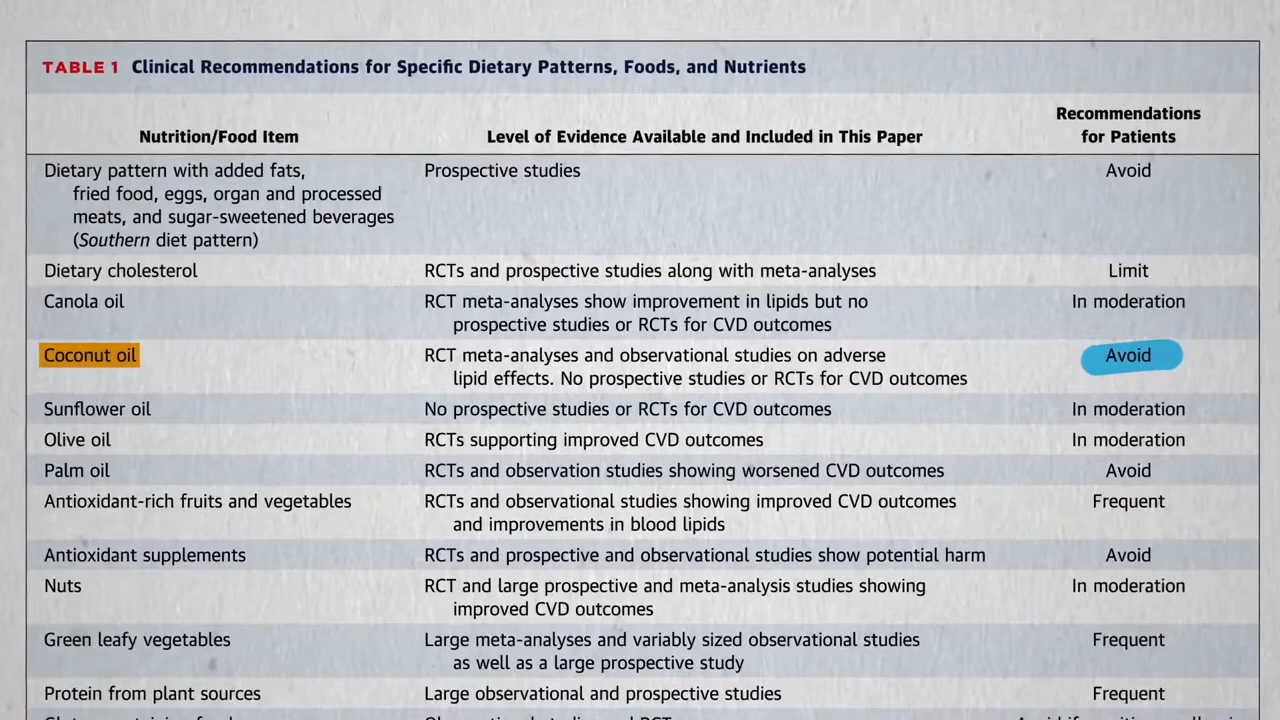 TABLE 1 Clinical Recommendations for Specific Dietary Patterns, Foods, and Nutrients
Nutrition/Food Item
Level of Evidence Available and Included in This Paper
Recommendations
for Patients
Dietary pattern with added fats,
fried food, eggs, organ and processed
meats, and sugar-sweetened beverages
(Southern diet pattern)
Prospective studies
Avoid
Dietary cholesterol
RCTs and prospective studies along with meta-analyses
Limit
Canola oil
RCT meta-analyses show improvement in lipids but no
prospective studies or RCTs for CVD outcomes
In moderation
Coconut oil
RCT meta-analyses and observational studies on adverse
lipid effects. No prospective studies or RCTs for CVD outcomes
Avoid
Sunflower oil
No prospective studies or RCTs for CVD outcomes
In moderation
Olive oil
RCTs supporting improved CVD outcomes
In moderation
Palm oil
RCTs and observation studies showing worsened CVD outcomes
Avoid
Antioxidant-rich fruits and vegetables
RCTs and observational studies showing improved CVD outcomes
and improvements in blood lipids
Frequent
Antioxidant supplements
RCTs and prospective and observational studies show potential harm
Avoid
Nuts
RCT and large prospective and meta-analysis studies showing
improved CVD outcomes
In moderation
Green leafy vegetables
Large meta-analyses and variably sized observational studies
as well as a large prospective study
Frequent
Protein from plant sources
Large observational and prospective studies
Frequent